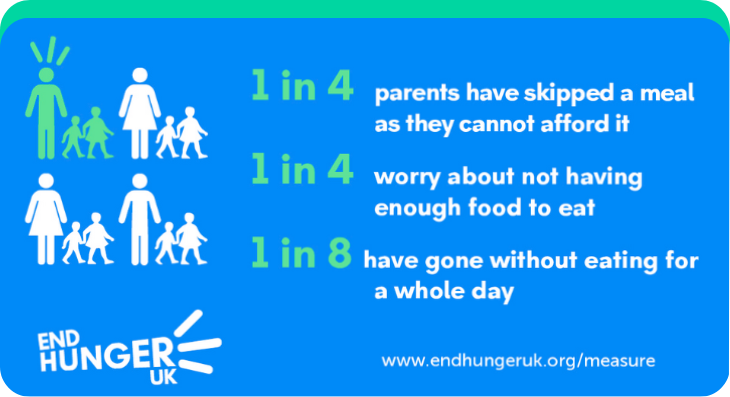 1 in 4 parents have skipped a meal
as they cannot afford it
1 in 4 worry about not having
enough food to eat
1 in 8 have gone without eating for
a whole day
END
HUNGER
UK
www.endhungeruk.org/measure